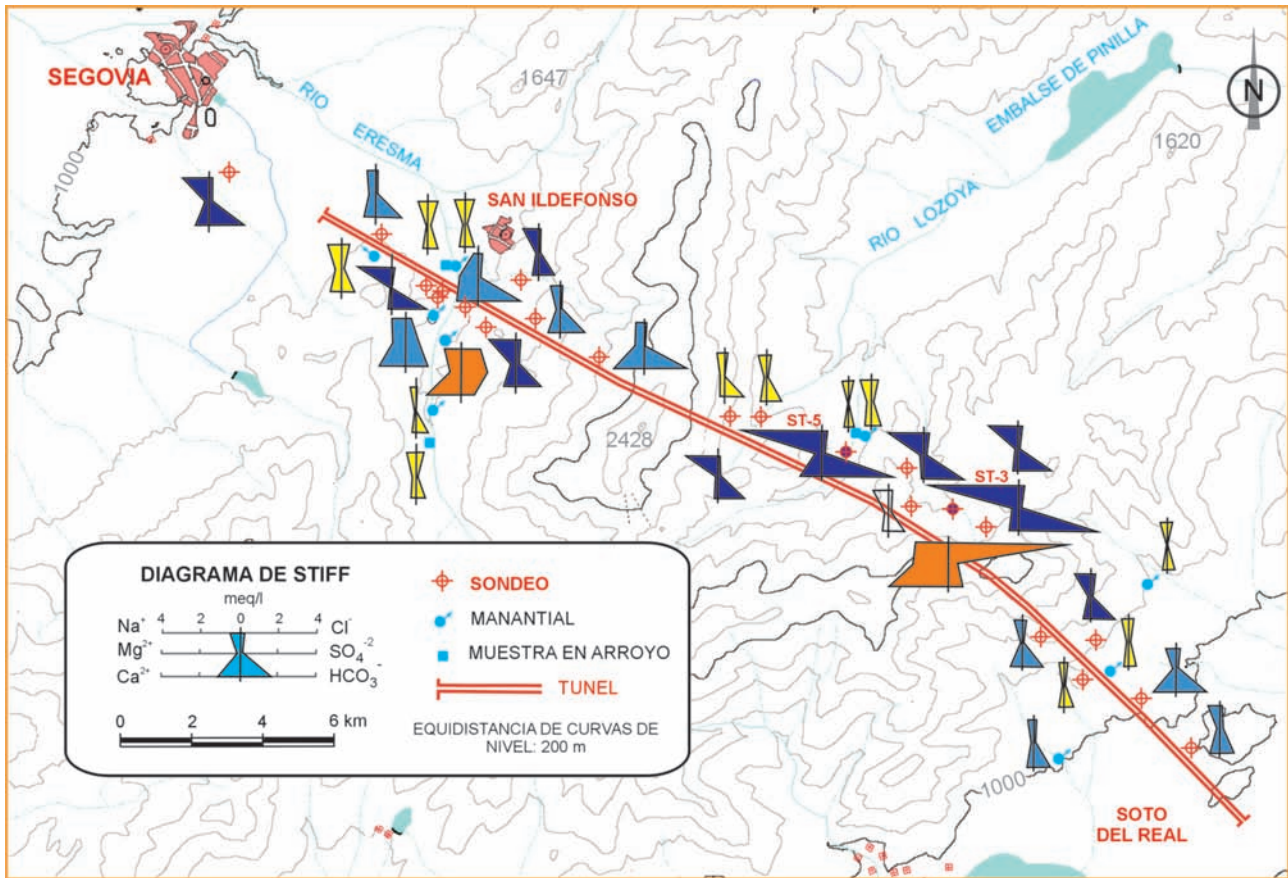 SEGOVIA
1000
RIO
ERESMA
1647
EMBALSE DE PINILLA
N
1620
SAN ILDEFONSO
RIO LOZOYA
2428
ST-5
ST-3
DIAGRAMA DE STIFF
meq/l
Na⁺ 4 2 0 2 4 Cl⁻
Mg²⁺ SO₄⁻²
Ca²⁺ HCO₃⁻
0 2 4 6 km
SONDEO
MANANTIAL
MUESTRA EN ARROYO
TUNEL
EQUIDISTANCIA DE CURVAS DE
NIVEL: 200 m
1000
SOTO
DEL REAL